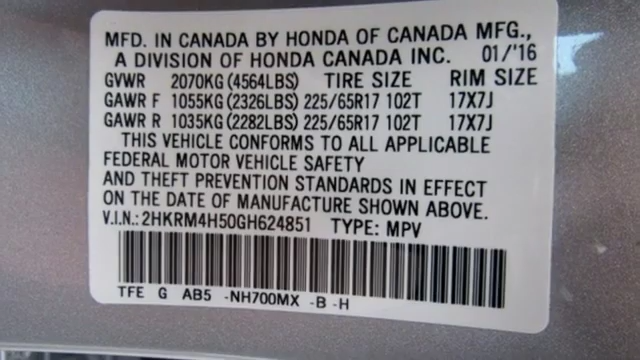 MFD. IN CANADA BY HONDA OF CANADA MFG.,
A DIVISION OF HONDA CANADA INC. 01/'16
GVWR 2070KG (4564LBS) TIRE SIZE RIM SIZE
GAWR F 1055KG (2326LBS) 225/65R17 102T 17X7J
GAWR R 1035KG (2282LBS) 225/65R17 102T 17X7J
THIS VEHICLE CONFORMS TO ALL APPLICABLE
FEDERAL MOTOR VEHICLE SAFETY
AND THEFT PREVENTION STANDARDS IN EFFECT
ON THE DATE OF MANUFACTURE SHOWN ABOVE.
V.I.N.: 2HKRM4H50GH624851 TYPE: MPV
TFE G AB5 -NH700MX -B -H